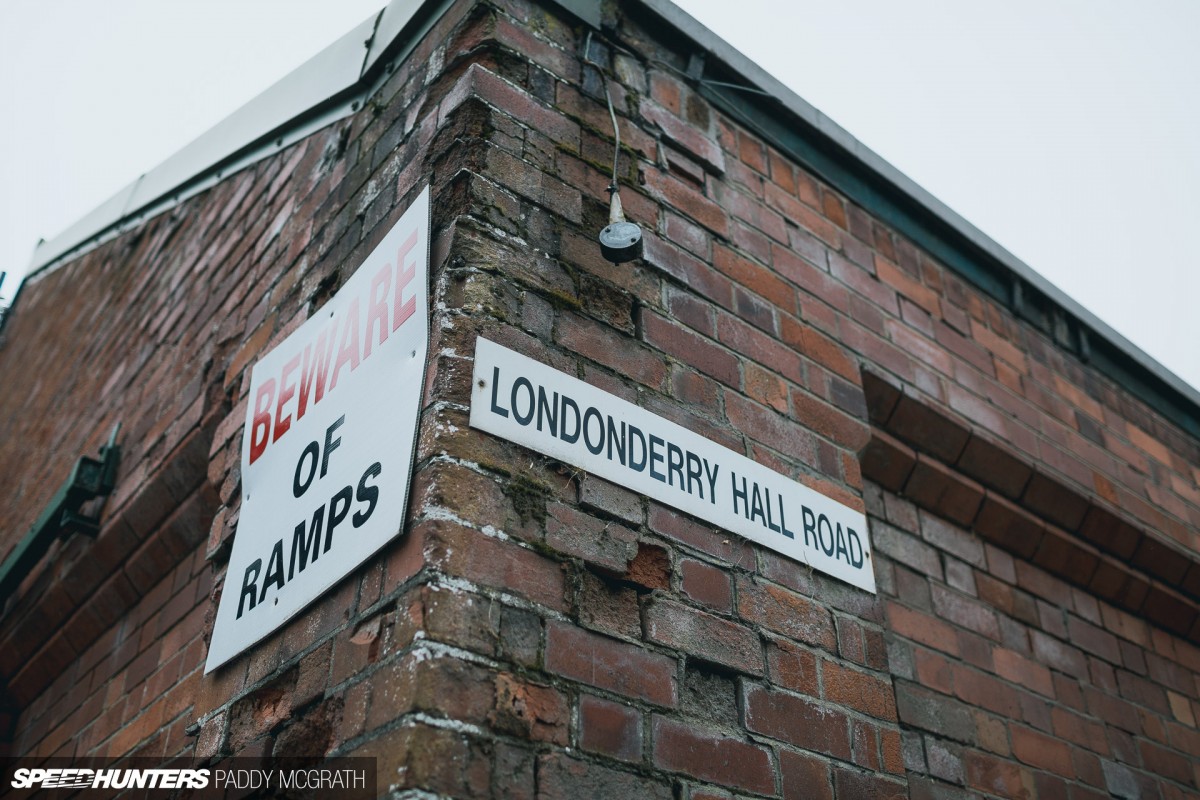 BEWARE
OF
RAMPS
LONDONDERRY HALL ROAD
SPEEDHUNTERS PADDY MCGRATH